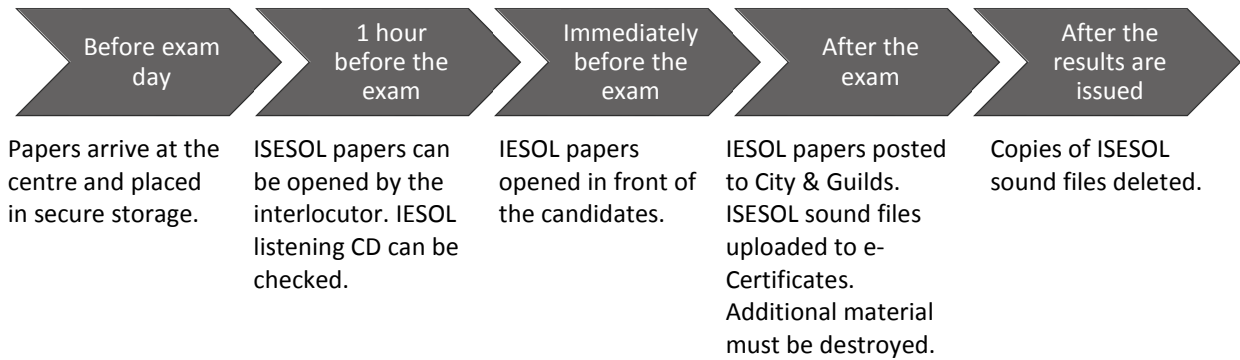 Before exam
day
1 hour
before the
exam
Immediately
before the
exam
After the
exam
After the
results are
issued
Papers arrive at the
centre and placed
in secure storage.
ISESOL papers can
be opened by the
interlocutor. IESOL
listening CD can be
checked.
IESOL papers
opened in front of
the candidates.
IESOL papers posted
to City & Guilds.
ISESOL sound files
uploaded to e-
Certificates.
Additional material
must be destroyed.
Copies of ISESOL
sound files deleted.